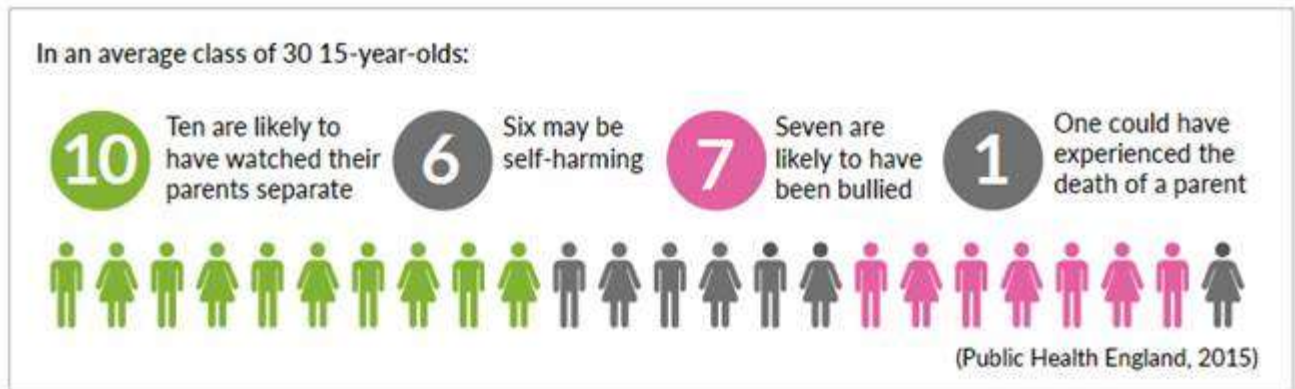 In an average class of 30 15-year-olds:
10
Ten are likely to
have watched their
parents separate
6
Six may be
self-harming
7
Seven are
likely to have
been bullied
1
One could have
experienced the
death of a parent
(Public Health England, 2015)